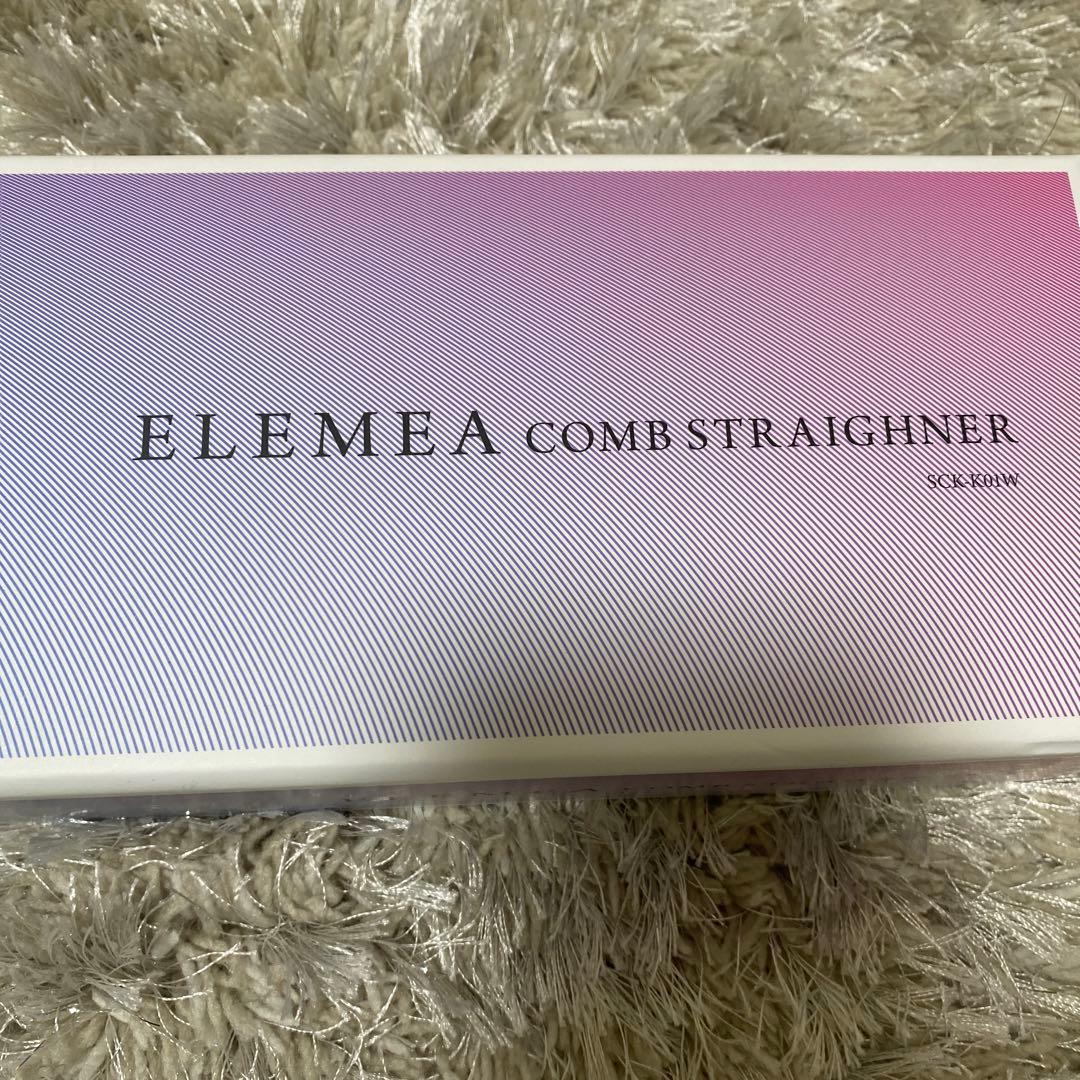 ELEMEA COMB STRAIGHNER
SCK-K01W